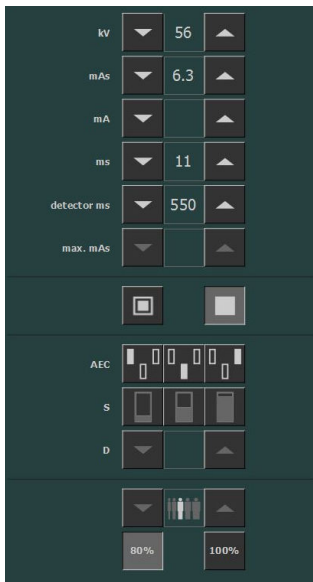 kV 56
mAs 6.3
mA
ms 11
detector ms 550
max. mAs
AEC
S
D
80% 100%